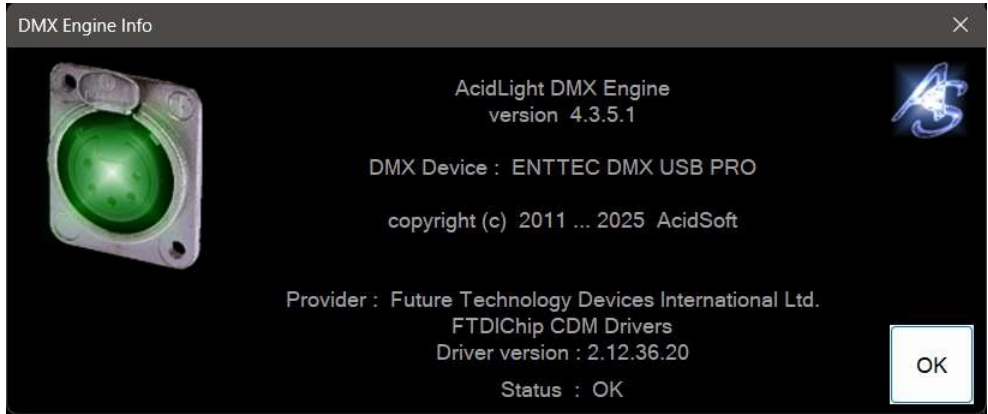 DMX Engine Info
AcidLight DMX Engine
version 4.3.5.1
DMX Device : ENTTEC DMX USB PRO
copyright (c) 2011 ... 2025 AcidSoft
Provider : Future Technology Devices International Ltd.
FTDIChip CDM Drivers
Driver version : 2.12.36.20
Status : OK
OK
AS